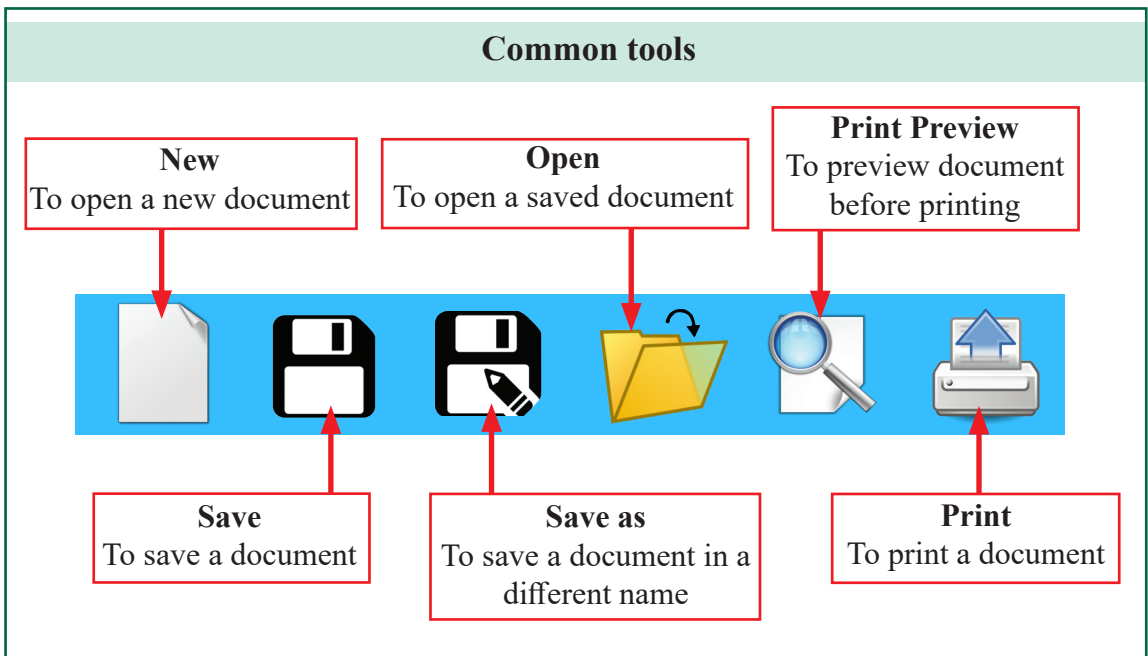 Common tools
New
To open a new document
Open
To open a saved document
Print Preview
To preview document
before printing
Save
To save a document
Save as
To save a document in a
different name
Print
To print a document